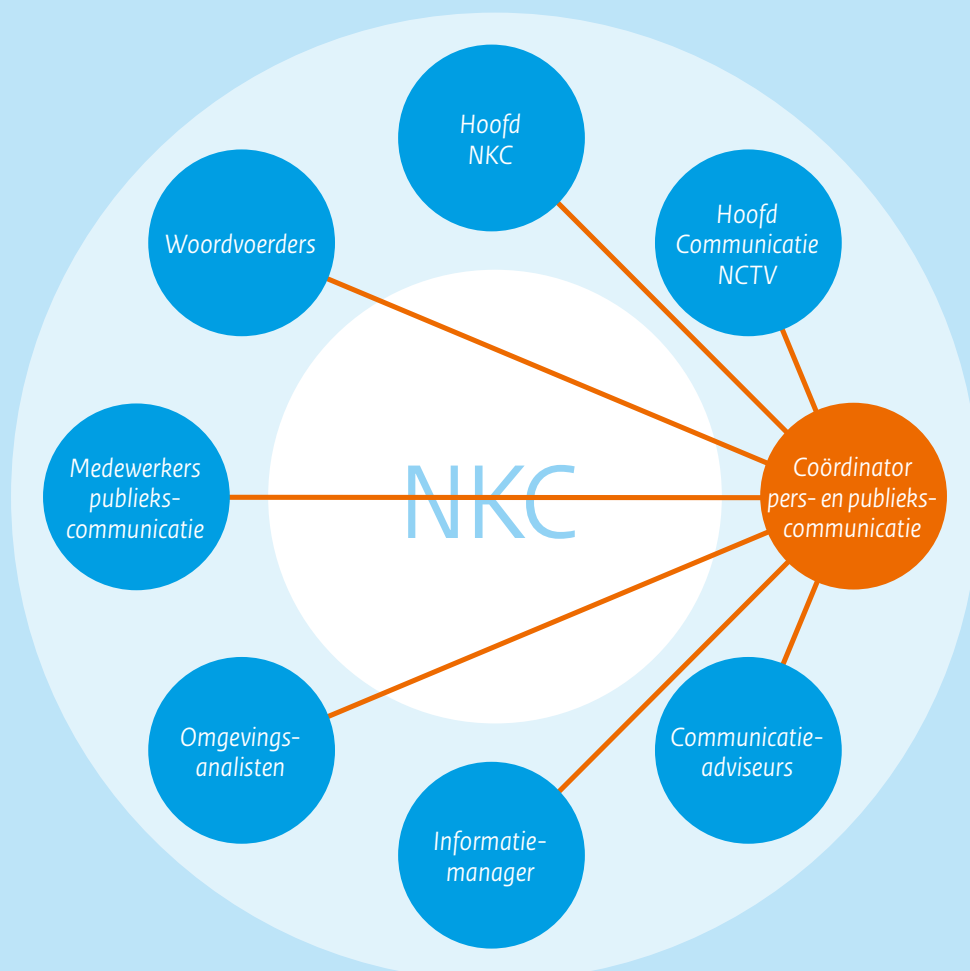 Hoofd
NKC
Hoofd
Communicatie
NCTV
Woordvoerders
Coördinator
pers- en publieks-
communicatie
Medewerkers
publieks-
communicatie
NKC
Omgevings-
analisten
Communicatie-
adviseurs
Informatie-
manager